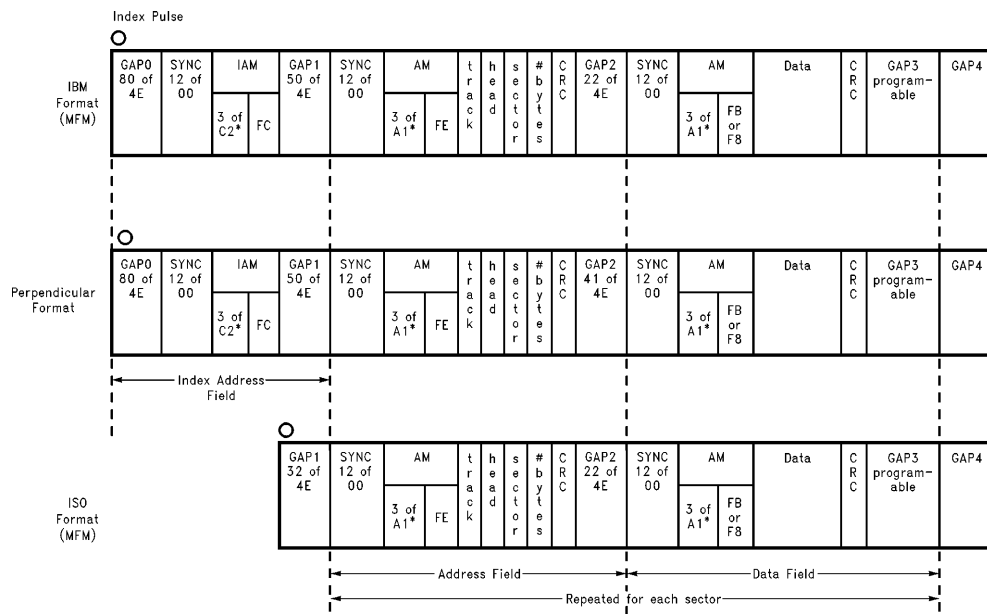 Index Pulse
IBM
Format
(MFM)
GAP0
80 of
4E
SYNC
12 of
00
IAM
3 of
C2*
FC
GAP1
50 of
4E
SYNC
12 of
00
AM
3 of
A1*
FE
track
head
sector
#bytes
CRC
GAP2
22 of
4E
SYNC
12 of
00
AM
3 of
A1*
FB
or
F8
Data
CRC
GAP3
program-
able
GAP4
Perpendicular
Format
GAP0
80 of
4E
SYNC
12 of
00
IAM
3 of
C2*
FC
GAP1
50 of
4E
SYNC
12 of
00
AM
3 of
A1*
FE
track
head
sector
#bytes
CRC
GAP2
41 of
4E
SYNC
12 of
00
AM
3 of
A1*
FB
or
F8
Data
CRC
GAP3
program-
able
GAP4
Index Address
Field
ISO
Format
(MFM)
GAP1
32 of
4E
SYNC
12 of
00
AM
3 of
A1*
FE
track
head
sector
#bytes
CRC
GAP2
22 of
4E
SYNC
12 of
00
AM
3 of
A1*
FB
or
F8
Data
CRC
GAP3
program-
able
GAP4
Address Field
Data Field
Repeated for each sector